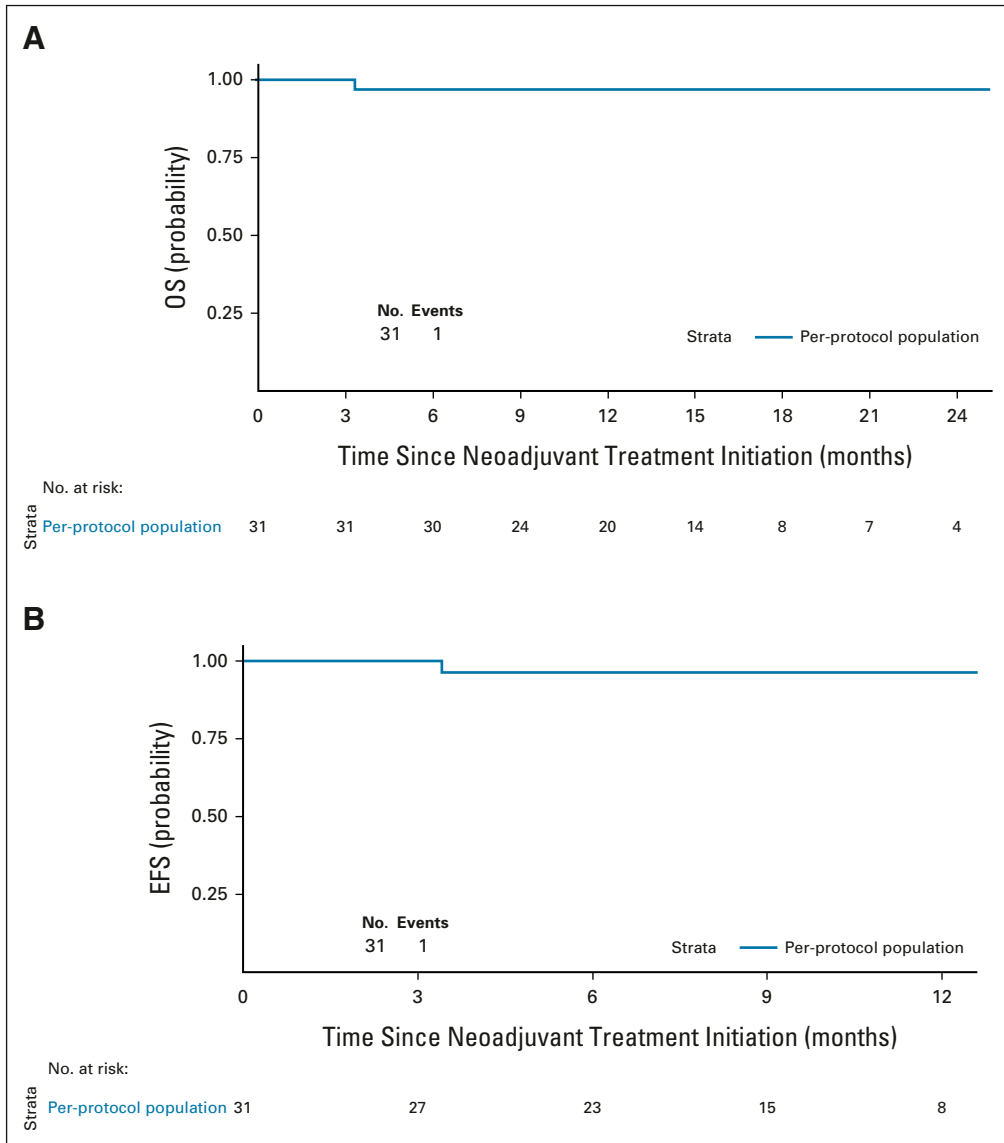 A
1.00
0.75
0.50
0.25
OS (probability)
No. Events
31 1
Strata Per-protocol population
0 3 6 9 12 15 18 21 24
Time Since Neoadjuvant Treatment Initiation (months)
No. at risk:
Strata
Per-protocol population 31 31 30 24 20 14 8 7 4
B
1.00
0.75
0.50
0.25
EFS (probability)
No. Events
31 1
Strata Per-protocol population
0 3 6 9 12
Time Since Neoadjuvant Treatment Initiation (months)
No. at risk:
Strata
Per-protocol population 31 27 23 15 8